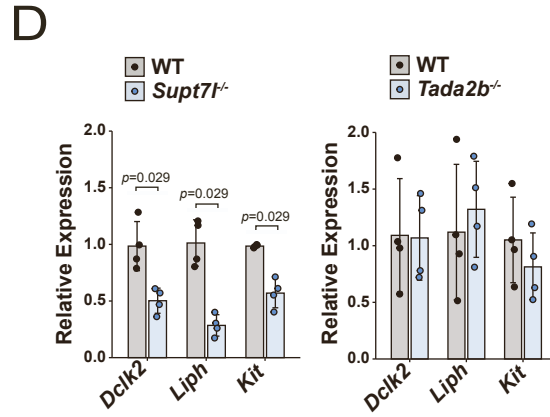 D
WT
Supt7l-/-
WT
Tada2b-/-
Relative Expression
2.0
1.5
1.0
0.5
0.0
p=0.029
p=0.029
p=0.029
Dclk2
Liph
Kit
Relative Expression
2.0
1.5
1.0
0.5
0.0
Dclk2
Liph
Kit